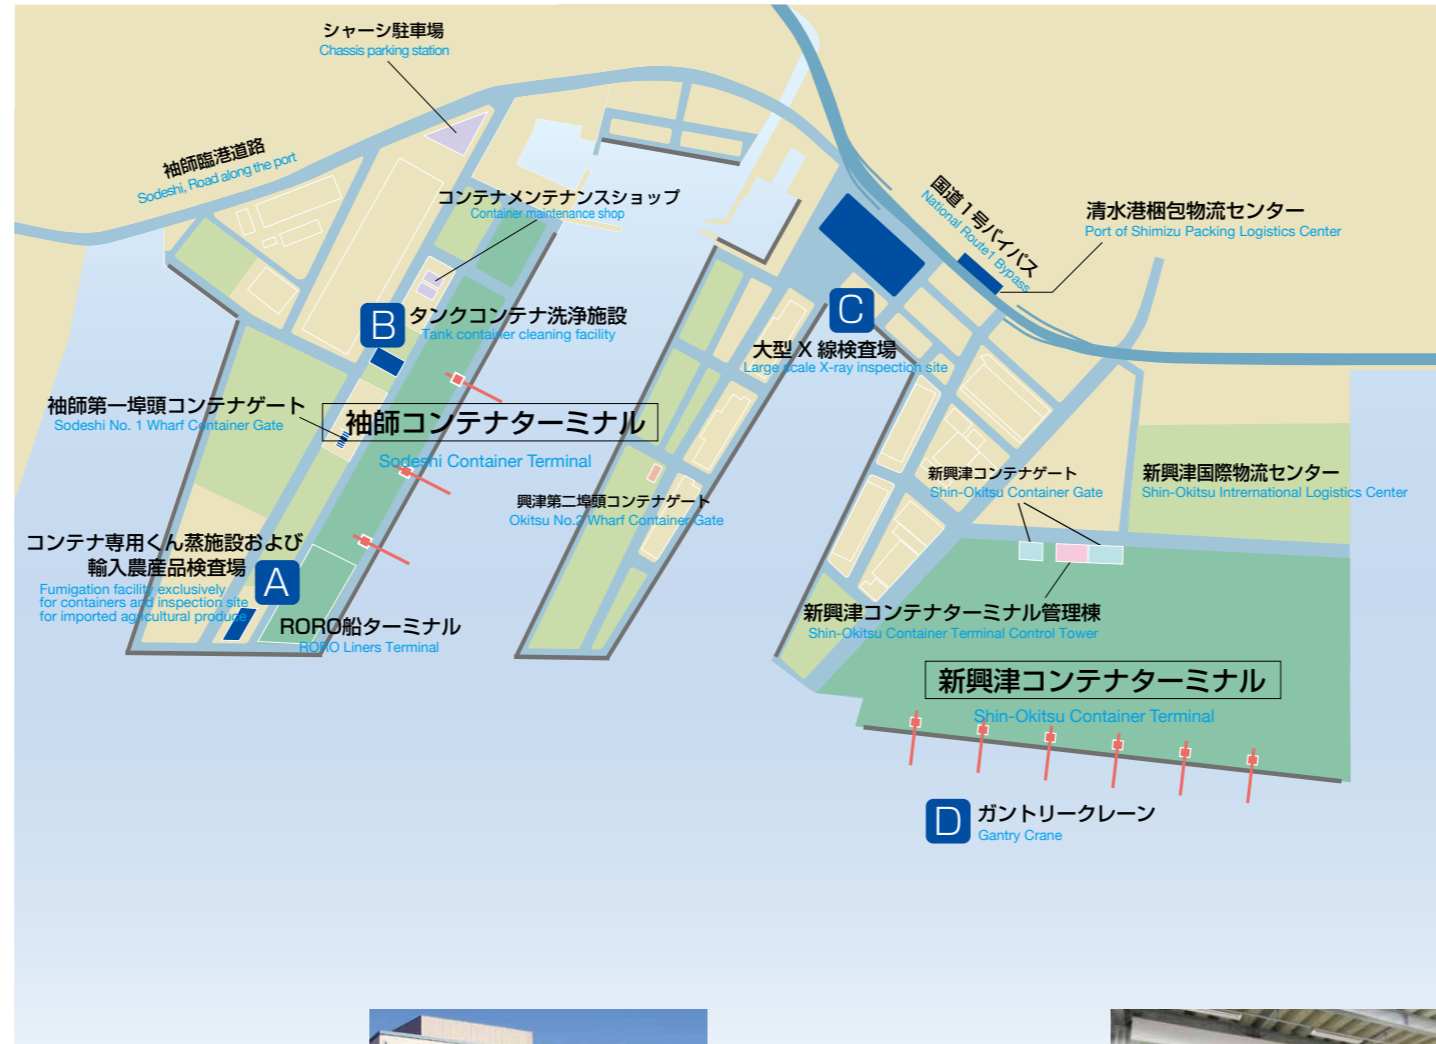 シャーシ駐車場
Chassis parking station
袖師臨港道路
Sodeshi, Road along the port
コンテナメンテナンスショップ
Container maintenance shop
国道1号バイパス
National Route1 Bypass
清水港梱包物流センター
Port of Shimizu Packing Logistics Center
B
タンクコンテナ洗浄施設
Tank container cleaning facility
C
大型 X 線検査場
Large scale X-ray inspection site
袖師第一埠頭コンテナゲート
Sodeshi No. 1 Wharf Container Gate
袖師コンテナターミナル
Sodeshi Container Terminal
興津第二埠頭コンテナゲート
Okitsu No.2 Wharf Container Gate
新興津コンテナゲート
Shin-Okitsu Container Gate
新興津国際物流センター
Shin-Okitsu Intrernational Logistics Center
コンテナ専用くん蒸施設および
輸入農産品検査場
A
Fumigation facility exclusively
for containers and inspection site
for imported agricultural produce
RORO船ターミナル
RORO Liners Terminal
新興津コンテナターミナル管理棟
Shin-Okitsu Container Terminal Control Tower
新興津コンテナターミナル
Shin-Okitsu Container Terminal
D
ガントリークレーン
Gantry Crane